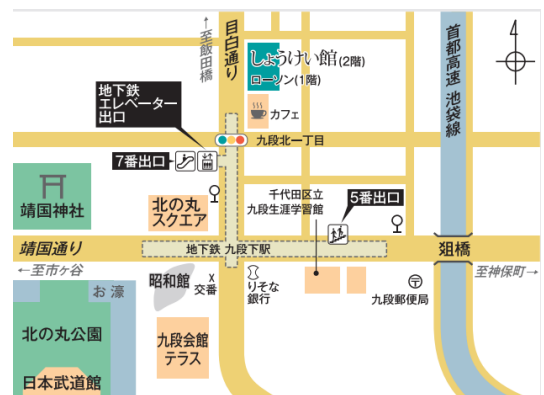 ←至飯田橋
目白通り
しょうけい館(2階)
ローソン(1階)
カフェ
首都高速 池袋線
4
地下鉄
エレベーター
出口
九段北一丁目
7番出口
靖国神社
北の丸
スクエア
千代田区立
九段生涯学習館
5番出口
靖国通り
地下鉄 九段下駅
俎橋
←至市ヶ谷
至神保町→
お濠
昭和館
X
交番
りそな
銀行
九段郵便局
北の丸公園
九段会館
テラス
日本武道館